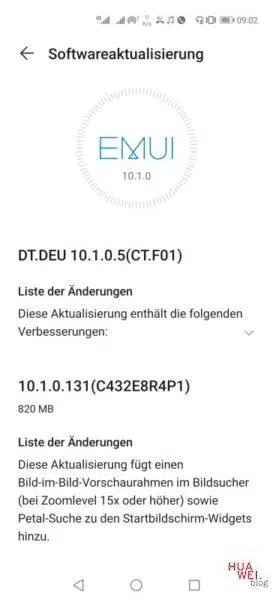 0
K/s
09:02
Softwareaktualisierung
EMUI
10.1.0
DT.DEU 10.1.0.5(CT.F01)
Liste der Änderungen
Diese Aktualisierung enthält die folgenden
Verbesserungen:
10.1.0.131(C432E8R4P1)
820 MB
Liste der Änderungen
Diese Aktualisierung fügt einen
Bild-im-Bild-Vorschaurahmen im Bildsucher
(bei Zoomlevel 15x oder höher) sowie
Petal-Suche zu den Startbildschirm-Widgets
hinzu.
HUA
WEI.
blog